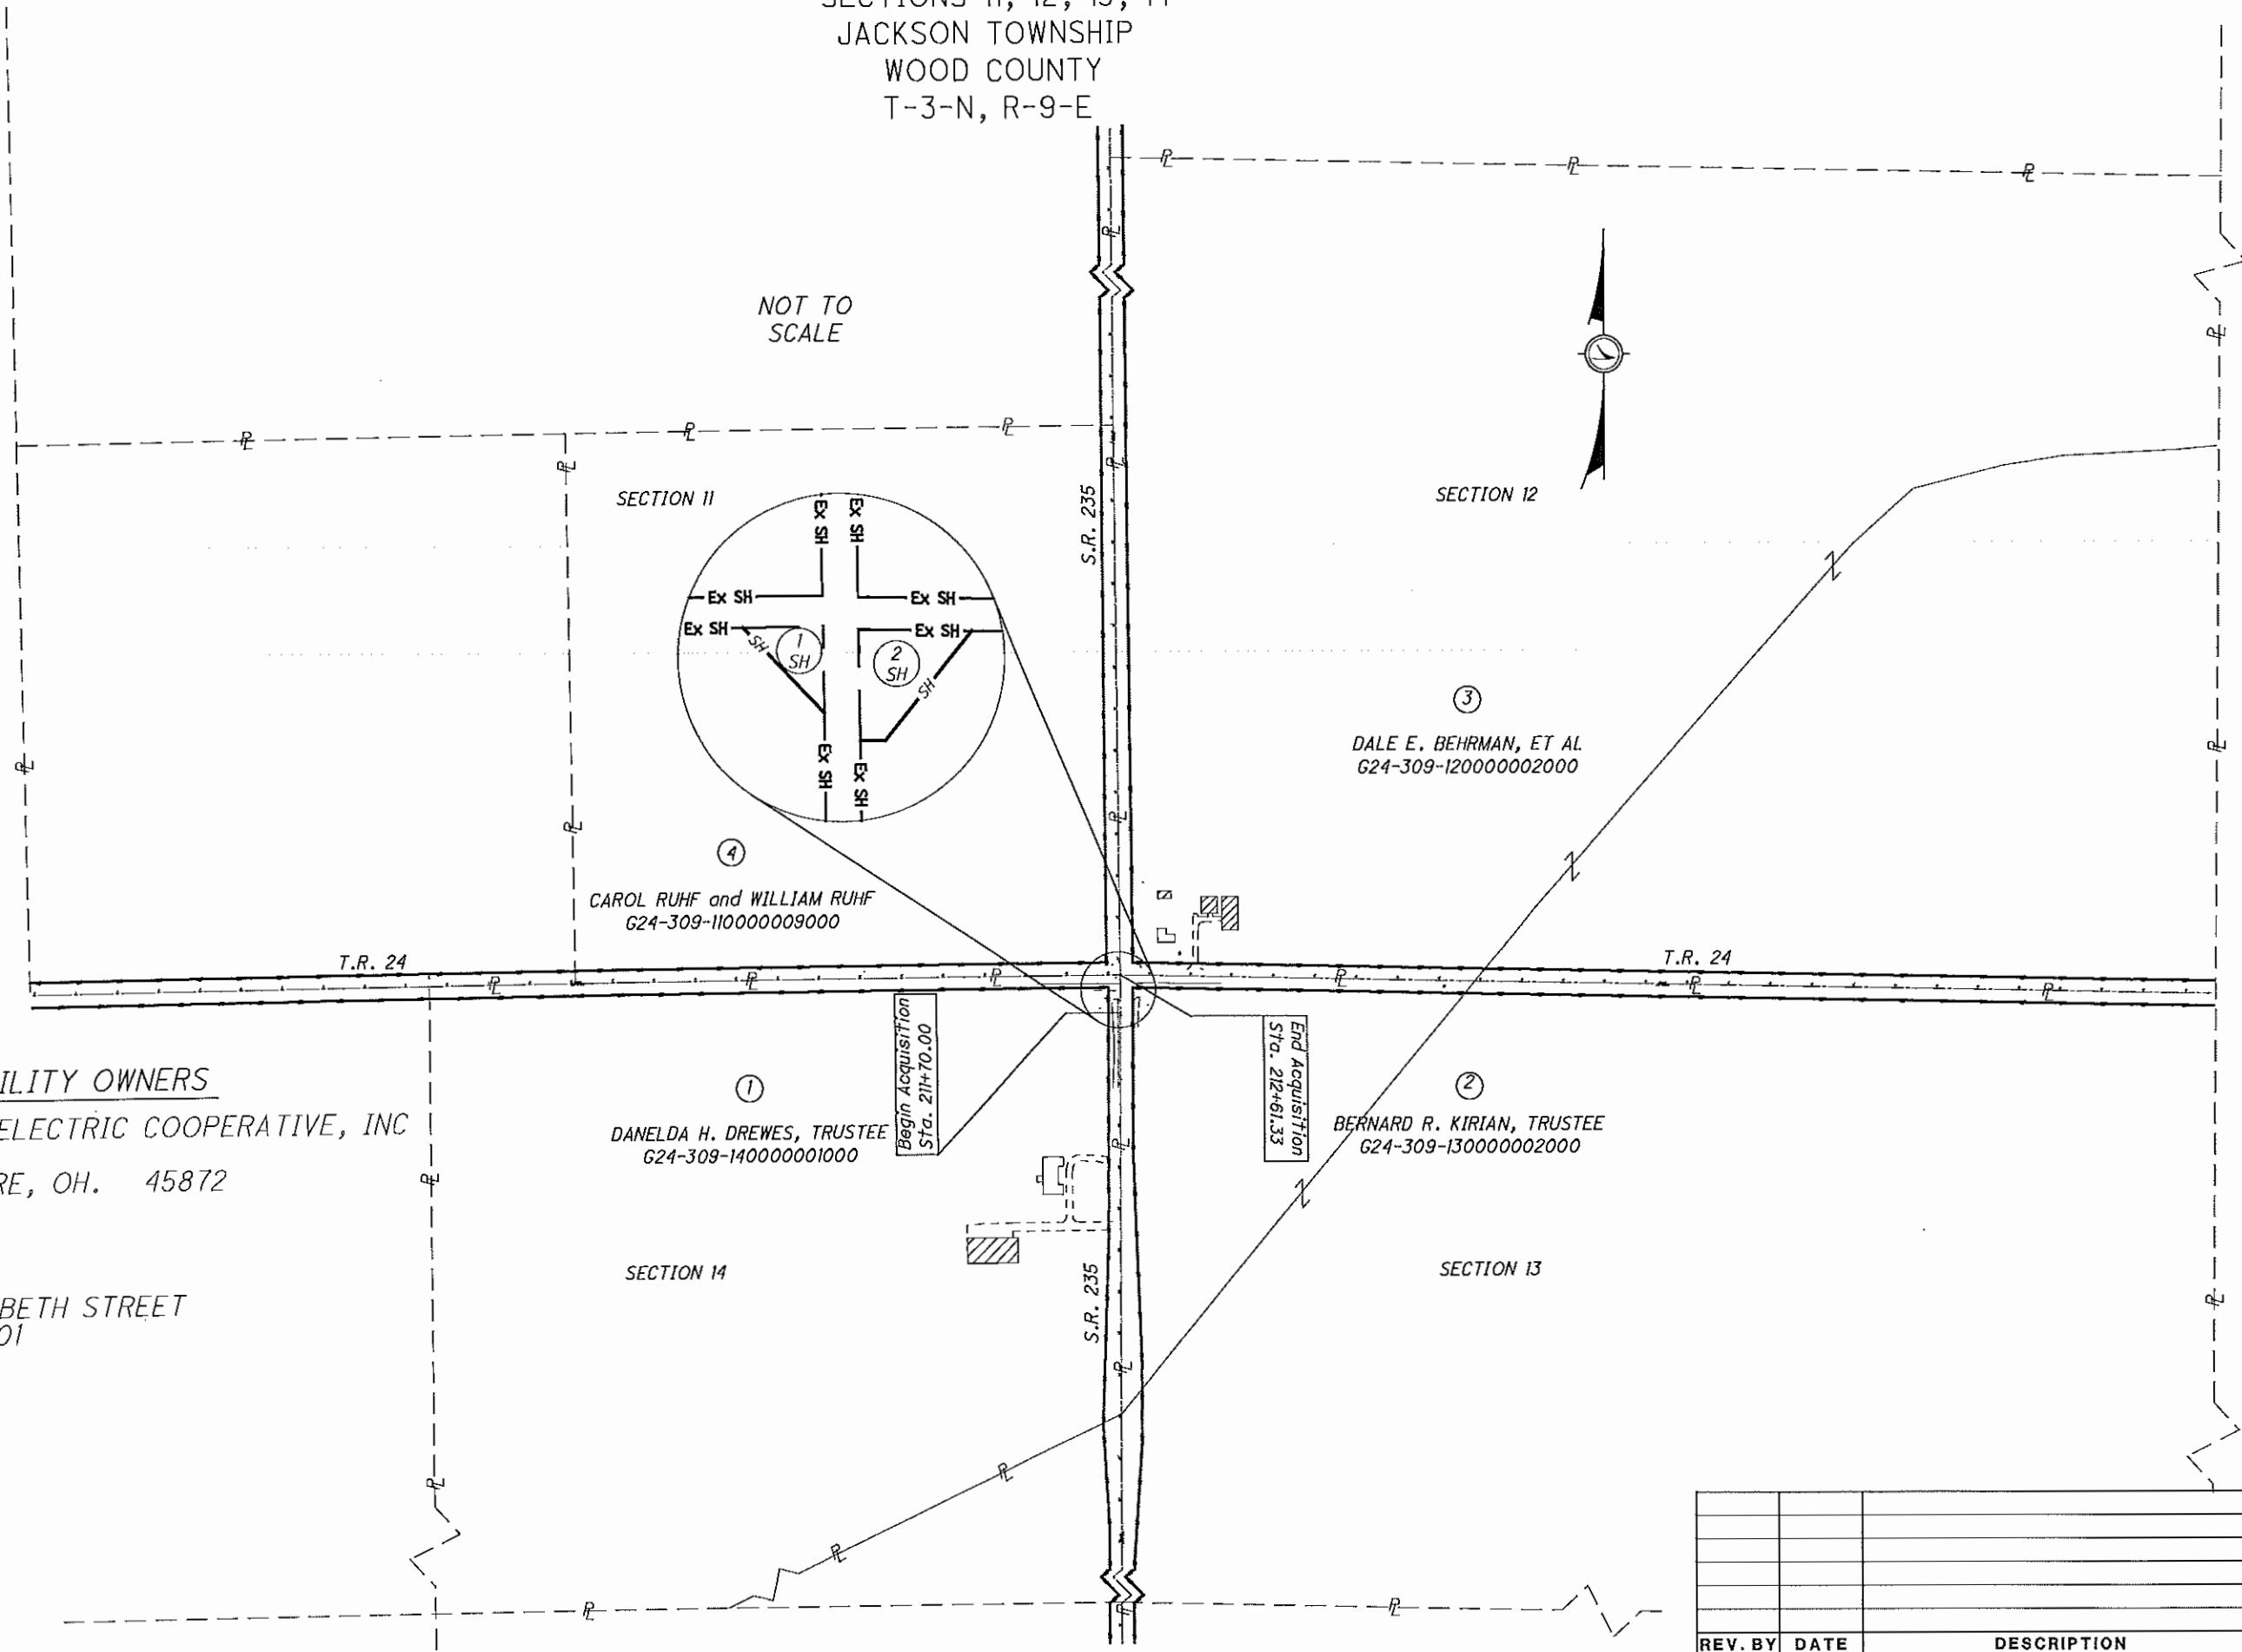 JACKSON TOWNSHIP
WOOD COUNTY
T-3-N, R-9-E
NOT TO
SCALE
SECTION 11
SECTION 12
S.R. 235
Ex SH
Ex SH
Ex SH
Ex SH
Ex SH
Ex SH
SH
1
SH
2
SH
SH
Ex SH
Ex SH
3
DALE E. BEHRMAN, ET AL
G24-309-120000002000
4
CAROL RUHF and WILLIAM RUHF
G24-309-110000009000
T.R. 24
T.R. 24
Begin Acquisition
Sta. 211+70.00
End Acquisition
Sta. 212+61.33
ILITY OWNERS
ELECTRIC COOPERATIVE, INC
RE, OH. 45872
BETH STREET
01
1
DANELDA H. DREWES, TRUSTEE
G24-309-140000001000
2
BERNARD R. KIRIAN, TRUSTEE
G24-309-130000002000
SECTION 14
SECTION 13
S.R. 235
REV. BY DATE DESCRIPTION